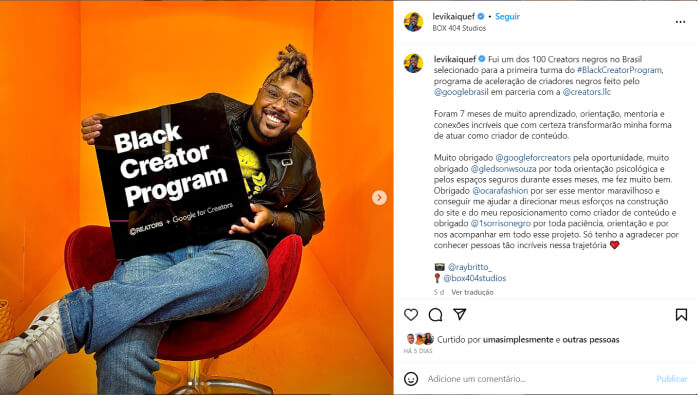 Black
Creator
Program
CREATORS + Google for Creators
levikaiquef • Seguir
BOX 404 Studios
levikaiquef Fui um dos 100 Creators negros no Brasil
selecionado para a primeira turma do #BlackCreatorProgram,
programa de aceleração de criadores negros feito pelo
@googlebrasil em parceria com a @creators.llc
Foram 7 meses de muito aprendizado, orientação, mentoria e
conexões incríveis que com certeza transformarão minha forma
de atuar como criador de conteúdo.
Muito obrigado @googleforcreators pela oportunidade, muito
obrigado @gledsonwsouza por toda orientação psicológica e
pelos espaços seguros durante esses meses, me fez muito bem.
Obrigado @ocarafashion por ser esse mentor maravilhoso e
conseguir me ajudar a direcionar meus esforços na construção
do site e do meu reposicionamento como criador de conteúdo e
obrigado @1sorrisonegro por toda paciência, orientação e por
nos acompanhar em todo esse projeto. Só tenho a agradecer por
conhecer pessoas tão incríveis nessa trajetória ❤️
📸 @raybritto_
📍 @box404studios
5 d Ver tradução
Curtido por umasimplesmente e outras pessoas
HÁ 5 DIAS
Adicione um comentário... Publicar